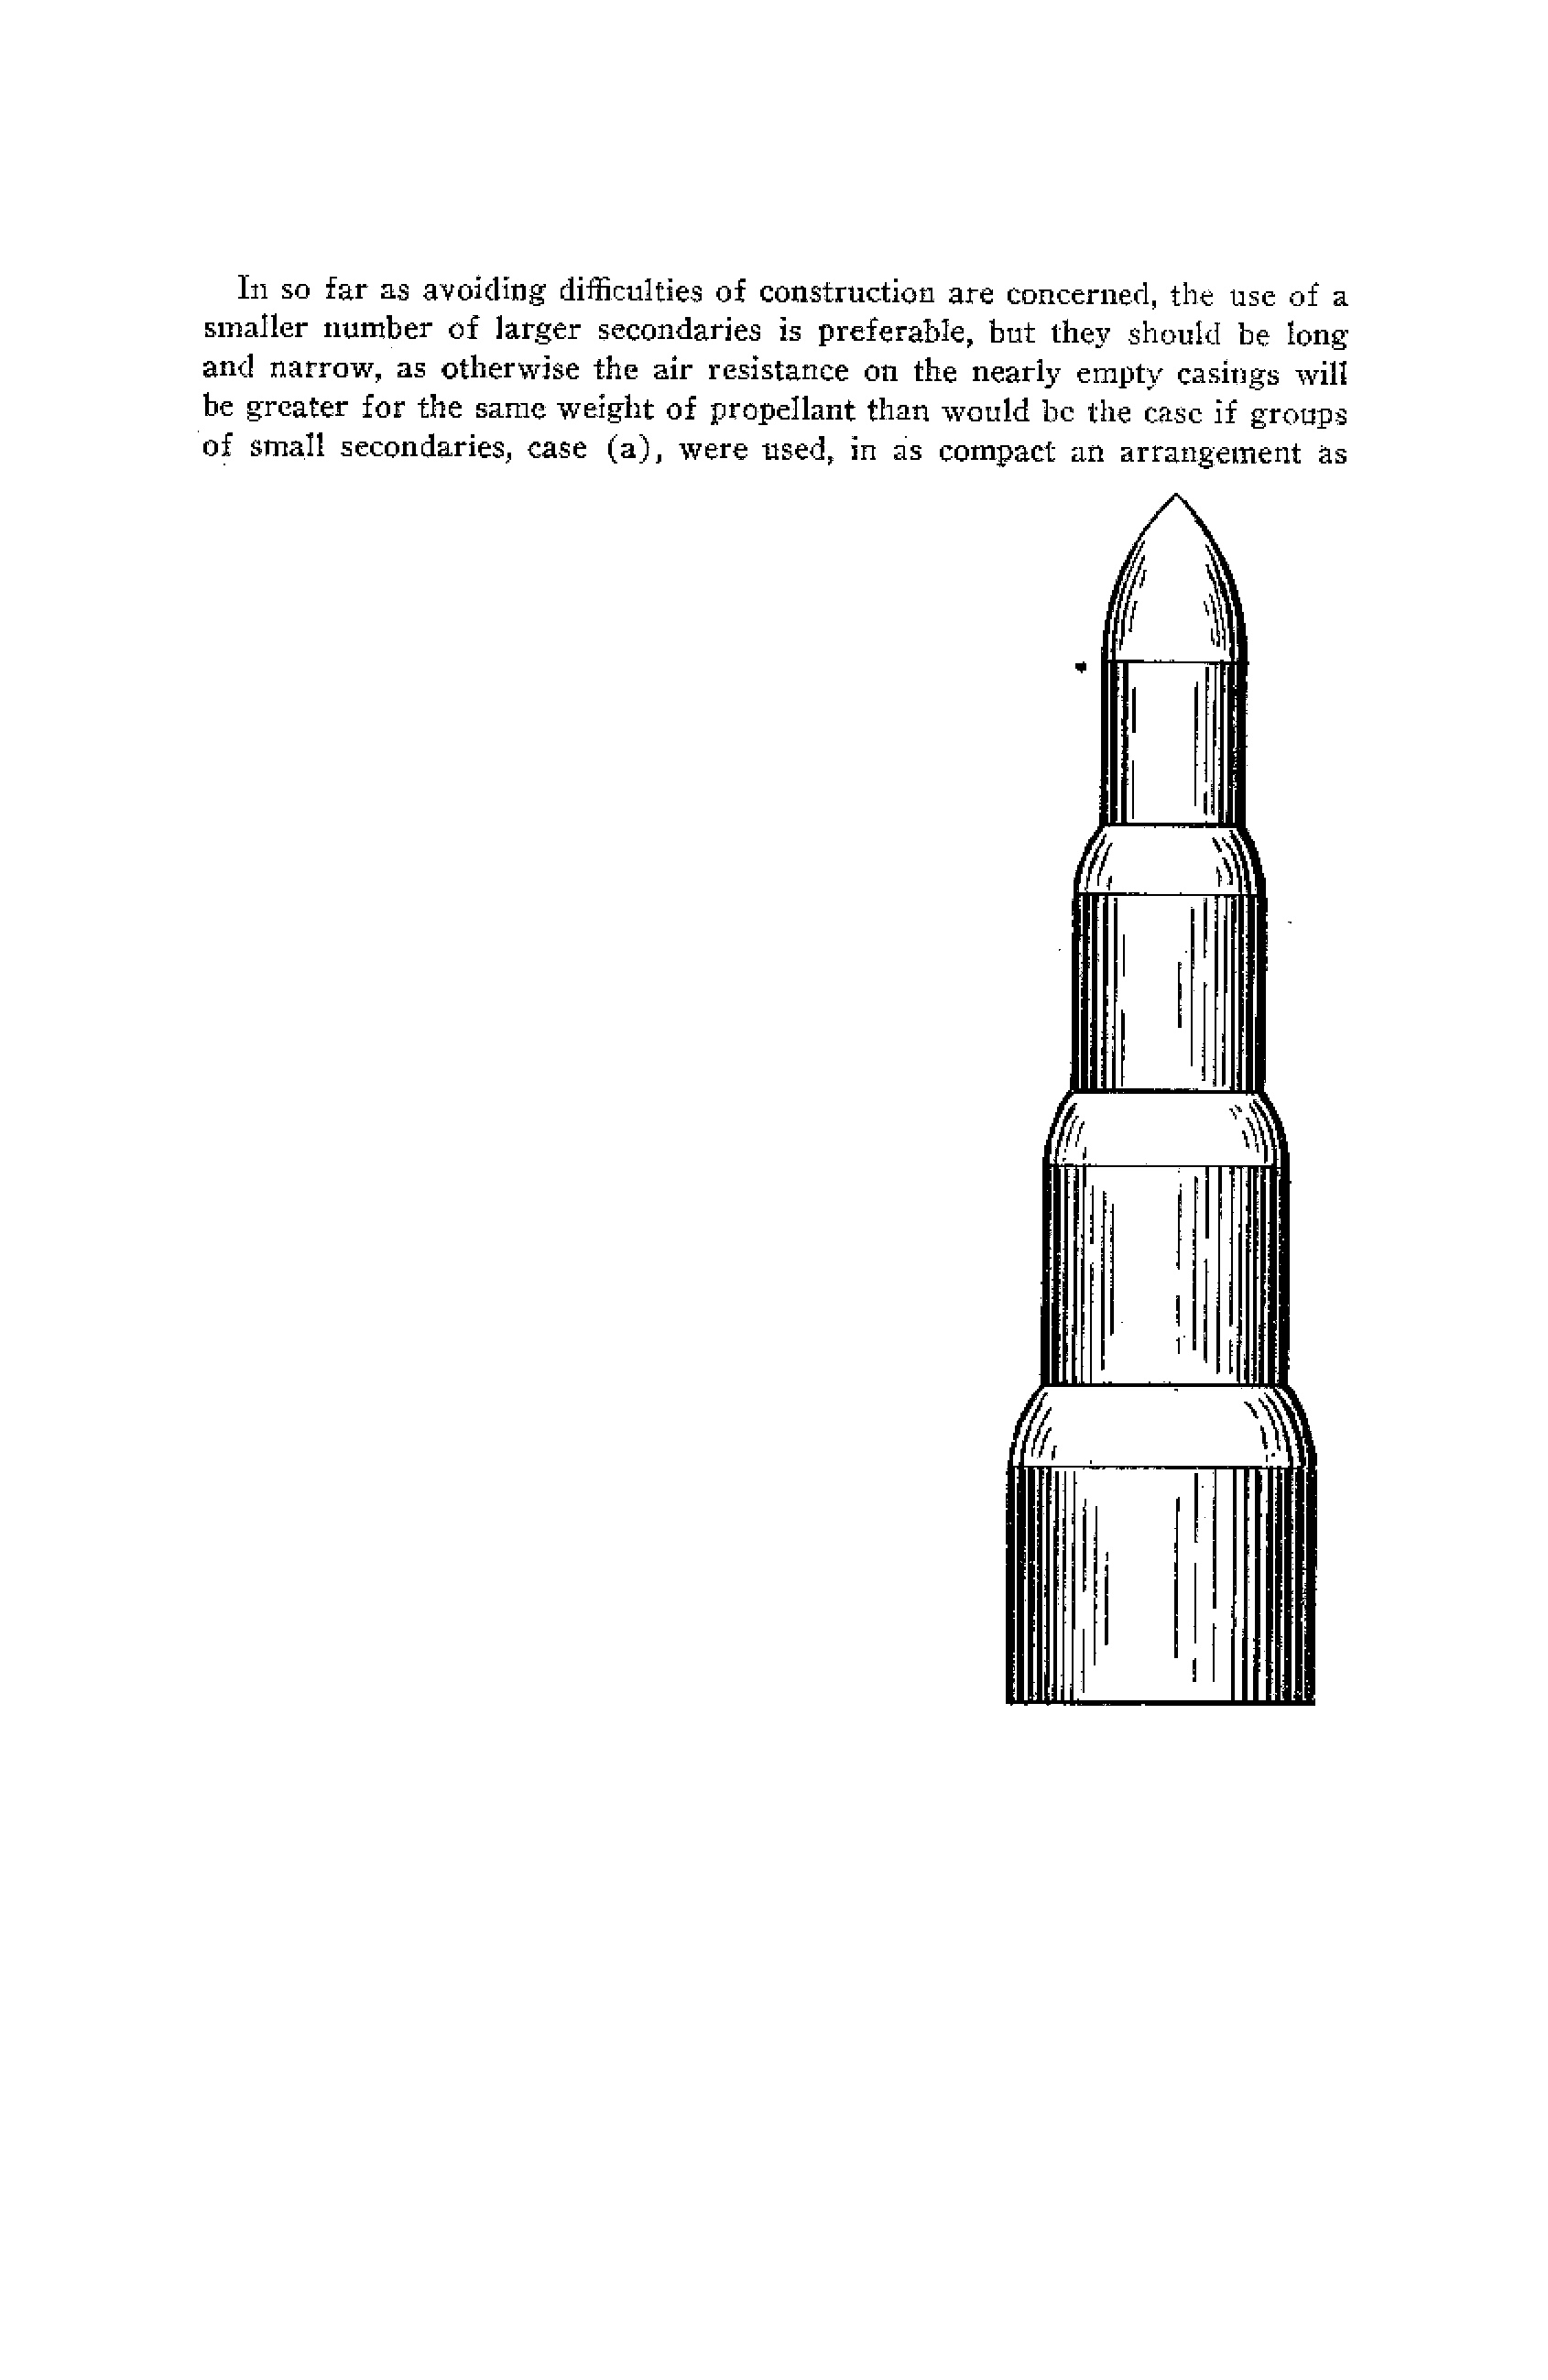 In so far as avoiding difficulties of construction are concerned, the use of a
smaller number of larger secondaries is preferable, but they should be long
and narrow, as otherwise the air resistance on the nearly empty casings will
be greater for the same weight of propellant than would be the case if groups
of small secondaries, case (a), were used, in as compact an arrangement as